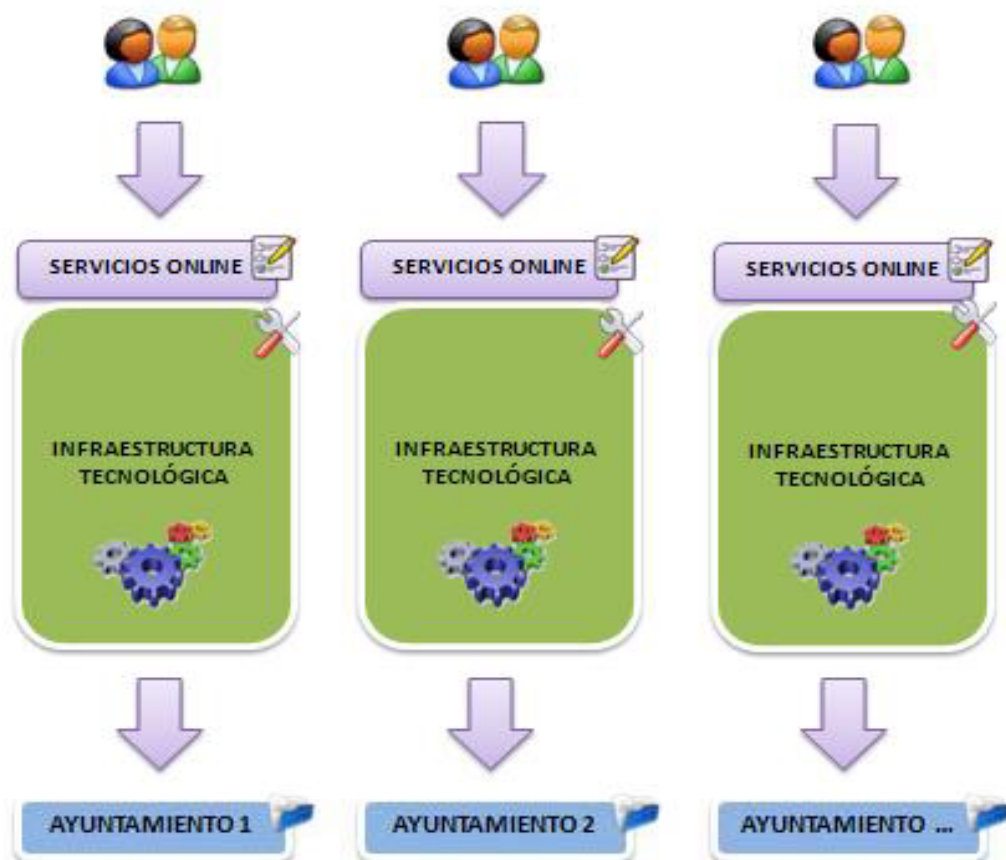 SERVICIOS ONLINE
SERVICIOS ONLINE
SERVICIOS ONLINE
INFRAESTRUCTURA
TECNOLÓGICA
INFRAESTRUCTURA
TECNOLÓGICA
INFRAESTRUCTURA
TECNOLÓGICA
AYUNTAMIENTO 1
AYUNTAMIENTO 2
AYUNTAMIENTO ...